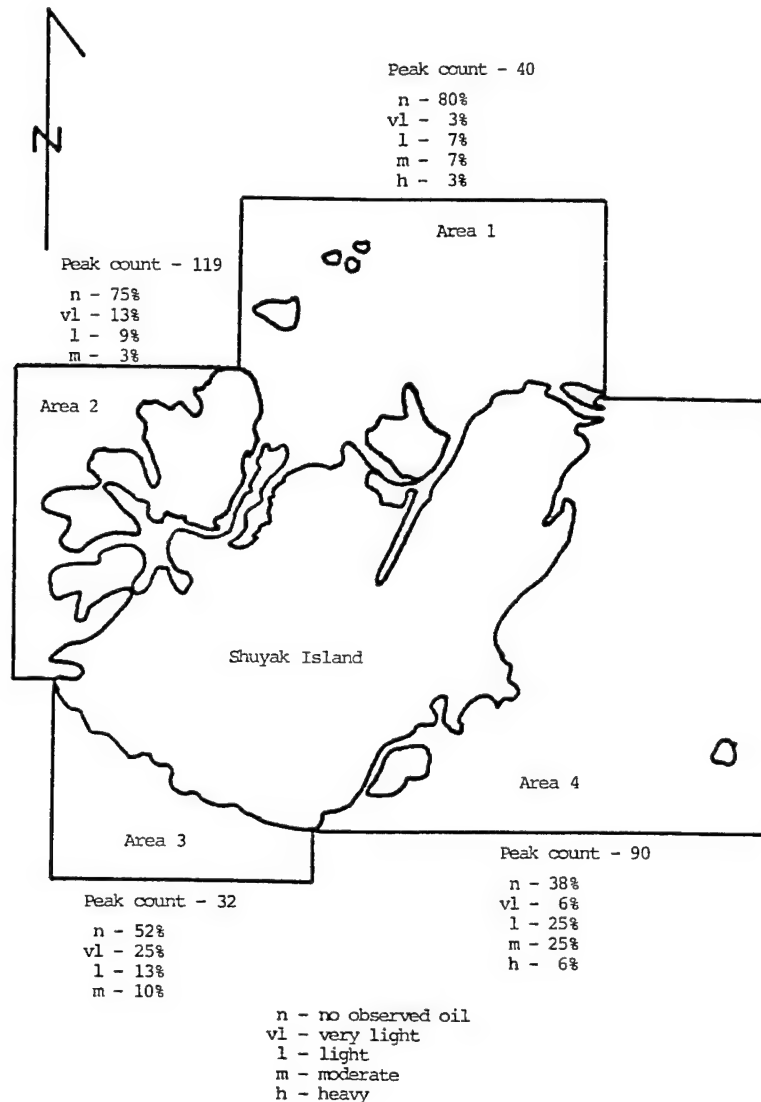 N
Peak count - 40
n - 80%
vl - 3%
l - 7%
m - 7%
h - 3%
Area 1
Peak count - 119
n - 75%
vl - 13%
l - 9%
m - 3%
Area 2
Shuyak Island
Area 3
Area 4
Peak count - 32
n - 52%
vl - 25%
l - 13%
m - 10%
Peak count - 90
n - 38%
vl - 6%
l - 25%
m - 25%
h - 6%
n - no observed oil
vl - very light
l - light
m - moderate
h - heavy